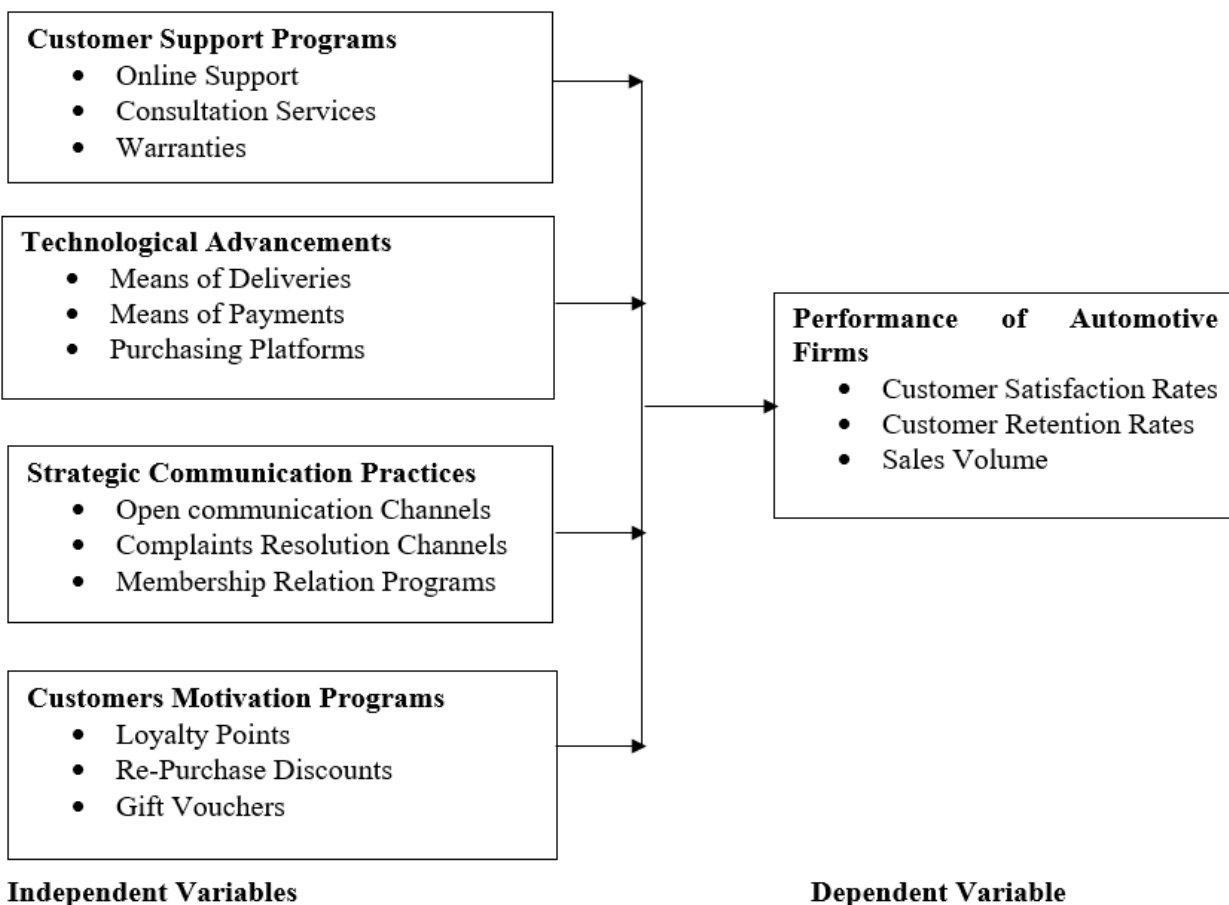 Customer Support Programs
• Online Support
• Consultation Services
• Warranties
Technological Advancements
• Means of Deliveries
• Means of Payments
• Purchasing Platforms
Strategic Communication Practices
• Open communication Channels
• Complaints Resolution Channels
• Membership Relation Programs
Customers Motivation Programs
• Loyalty Points
• Re-Purchase Discounts
• Gift Vouchers
Independent Variables
Performance of Automotive
Firms
• Customer Satisfaction Rates
• Customer Retention Rates
• Sales Volume
Dependent Variable